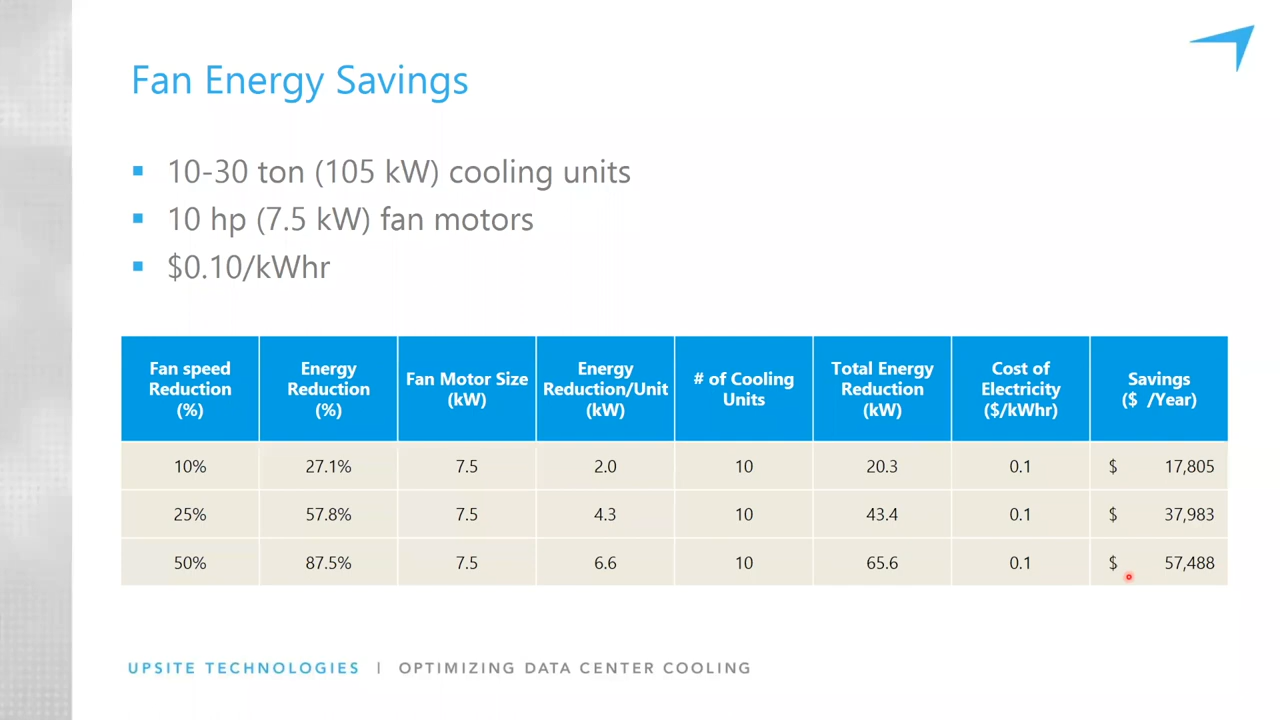 Fan Energy Savings
▪ 10-30 ton (105 kW) cooling units
▪ 10 hp (7.5 kW) fan motors
▪ $0.10/kWhr
Fan speed Reduction (%) | Energy Reduction (%) | Fan Motor Size (kW) | Energy Reduction/Unit (kW) | # of Cooling Units | Total Energy Reduction (kW) | Cost of Electricity ($/kWhr) | Savings ($ /Year)
10% | 27.1% | 7.5 | 2.0 | 10 | 20.3 | 0.1 | $ 17,805
25% | 57.8% | 7.5 | 4.3 | 10 | 43.4 | 0.1 | $ 37,983
50% | 87.5% | 7.5 | 6.6 | 10 | 65.6 | 0.1 | $ 57,488
UPSITE TECHNOLOGIES | OPTIMIZING DATA CENTER COOLING